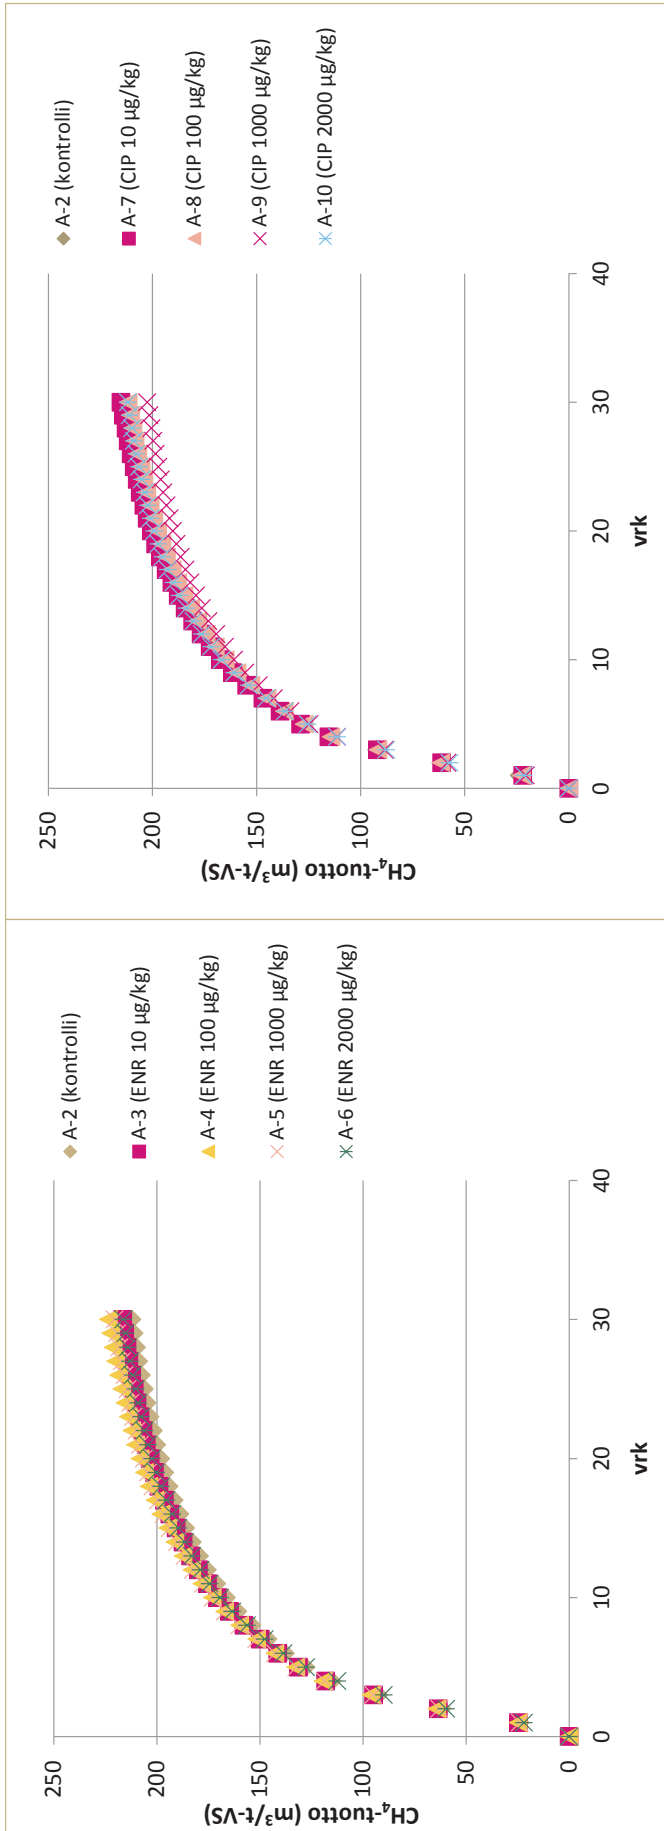 CH₄-tuotto (m³/t-VS)
250
200
150
100
50
0
0
10
20
30
40
vrk
A-2 (kontrolli)
A-3 (ENR 10 µg/kg)
A-4 (ENR 100 µg/kg)
A-5 (ENR 1000 µg/kg)
A-6 (ENR 2000 µg/kg)
CH₄-tuotto (m³/t-VS)
250
200
150
100
50
0
0
10
20
30
40
vrk
A-2 (kontrolli)
A-7 (CIP 10 µg/kg)
A-8 (CIP 100 µg/kg)
A-9 (CIP 1000 µg/kg)
A-10 (CIP 2000 µg/kg)